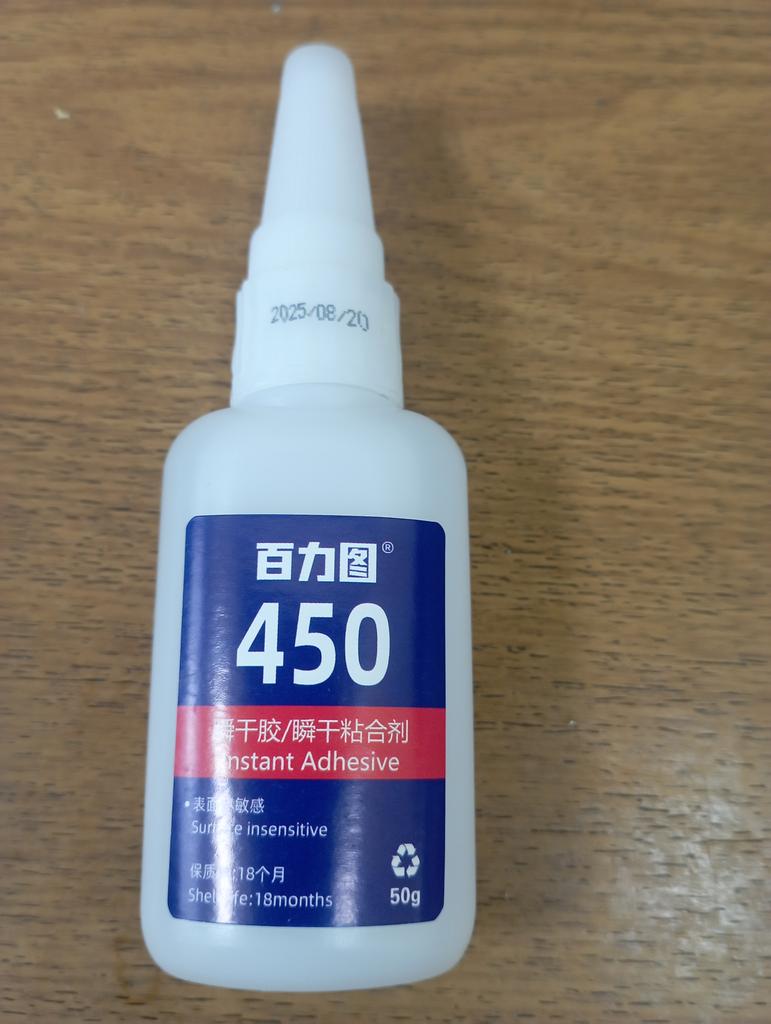 2025/08/20
百力图®
450
瞬干胶/瞬干粘合剂
Instant Adhesive
• 表面不敏感
Surface insensitive
保质期:18个月
Shelf life:18months
50g